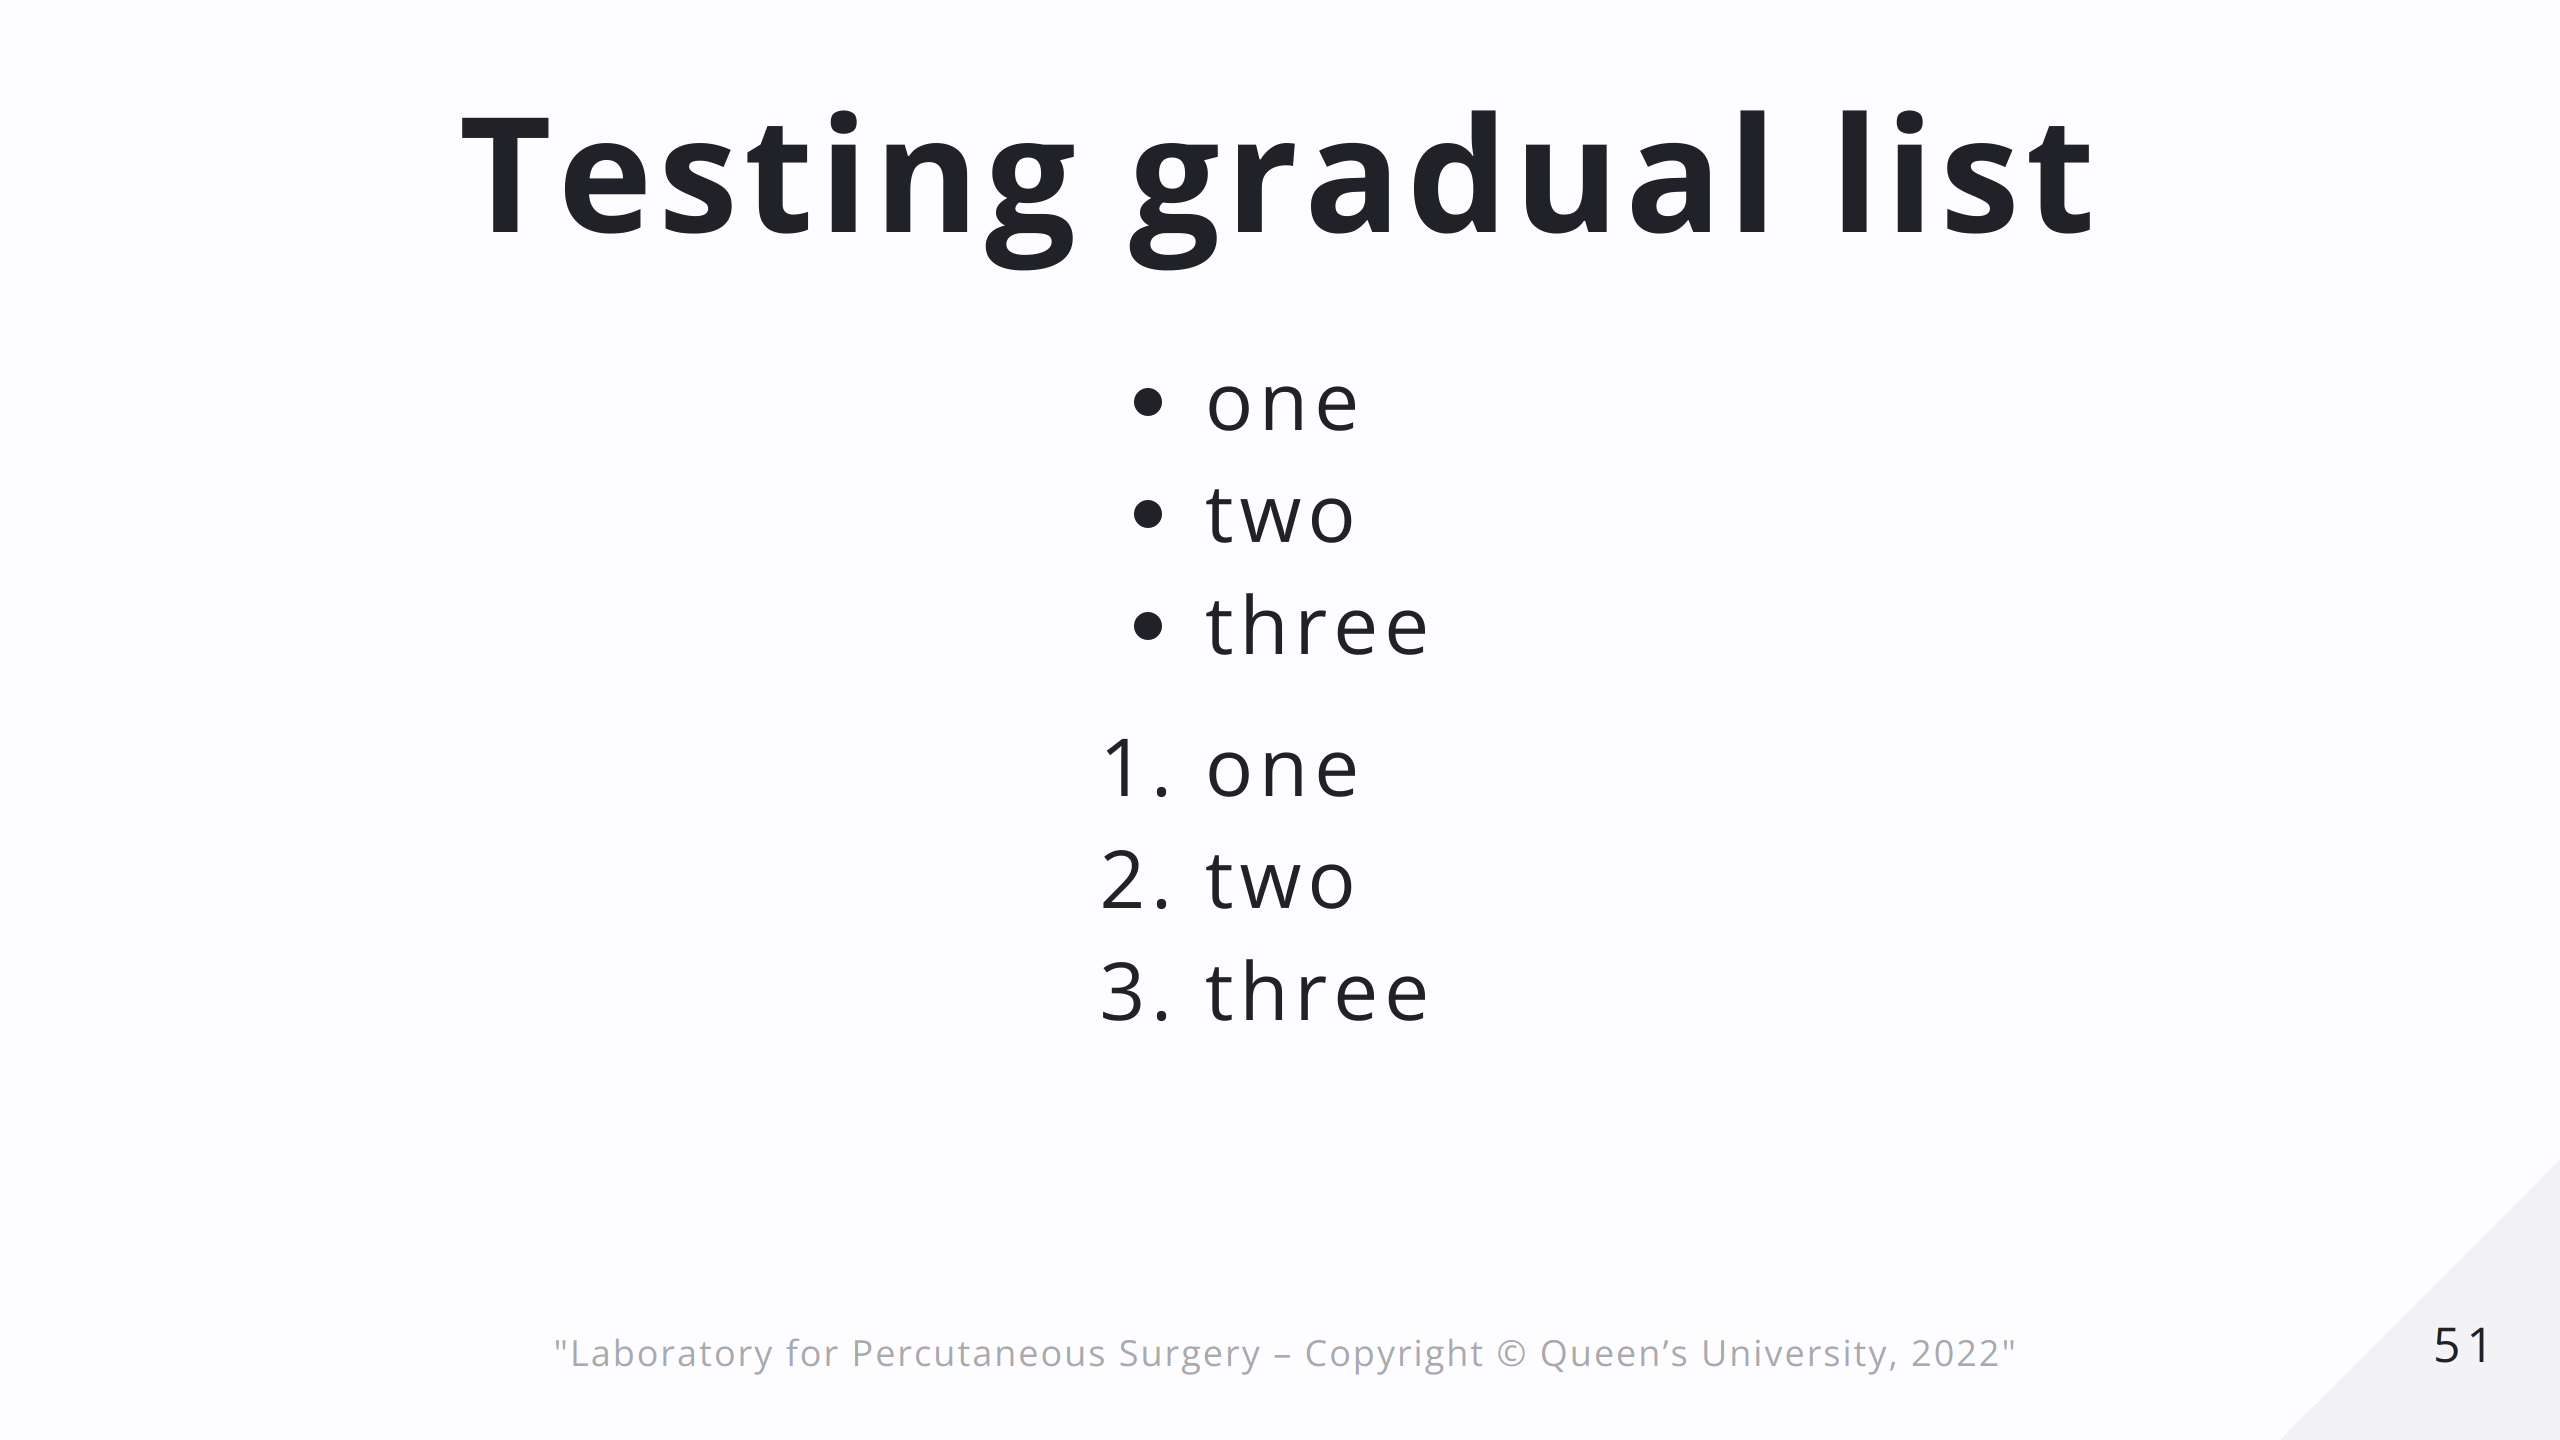 Testing gradual list
• one
• two
• three
1. one
2. two
3. three
"Laboratory for Percutaneous Surgery – Copyright © Queen’s University, 2022"
51